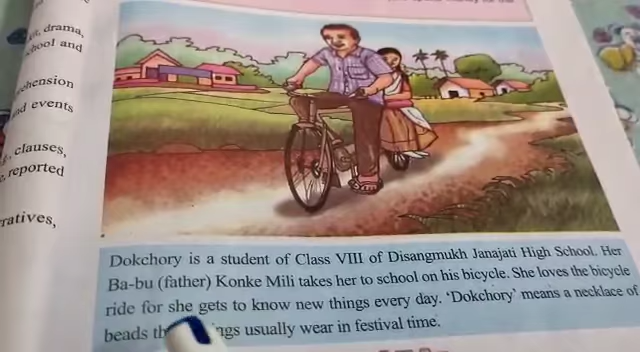 drama,
school and
ehension
nd events
, clauses,
, reported
ratives,
Dokchory is a student of Class VIII of Disangmukh Janajati High School. Her
Ba-bu (father) Konke Mili takes her to school on his bicycle. She loves the bicycle
ride for she gets to know new things every day. 'Dokchory' means a necklace of
beads th ings usually wear in festival time.